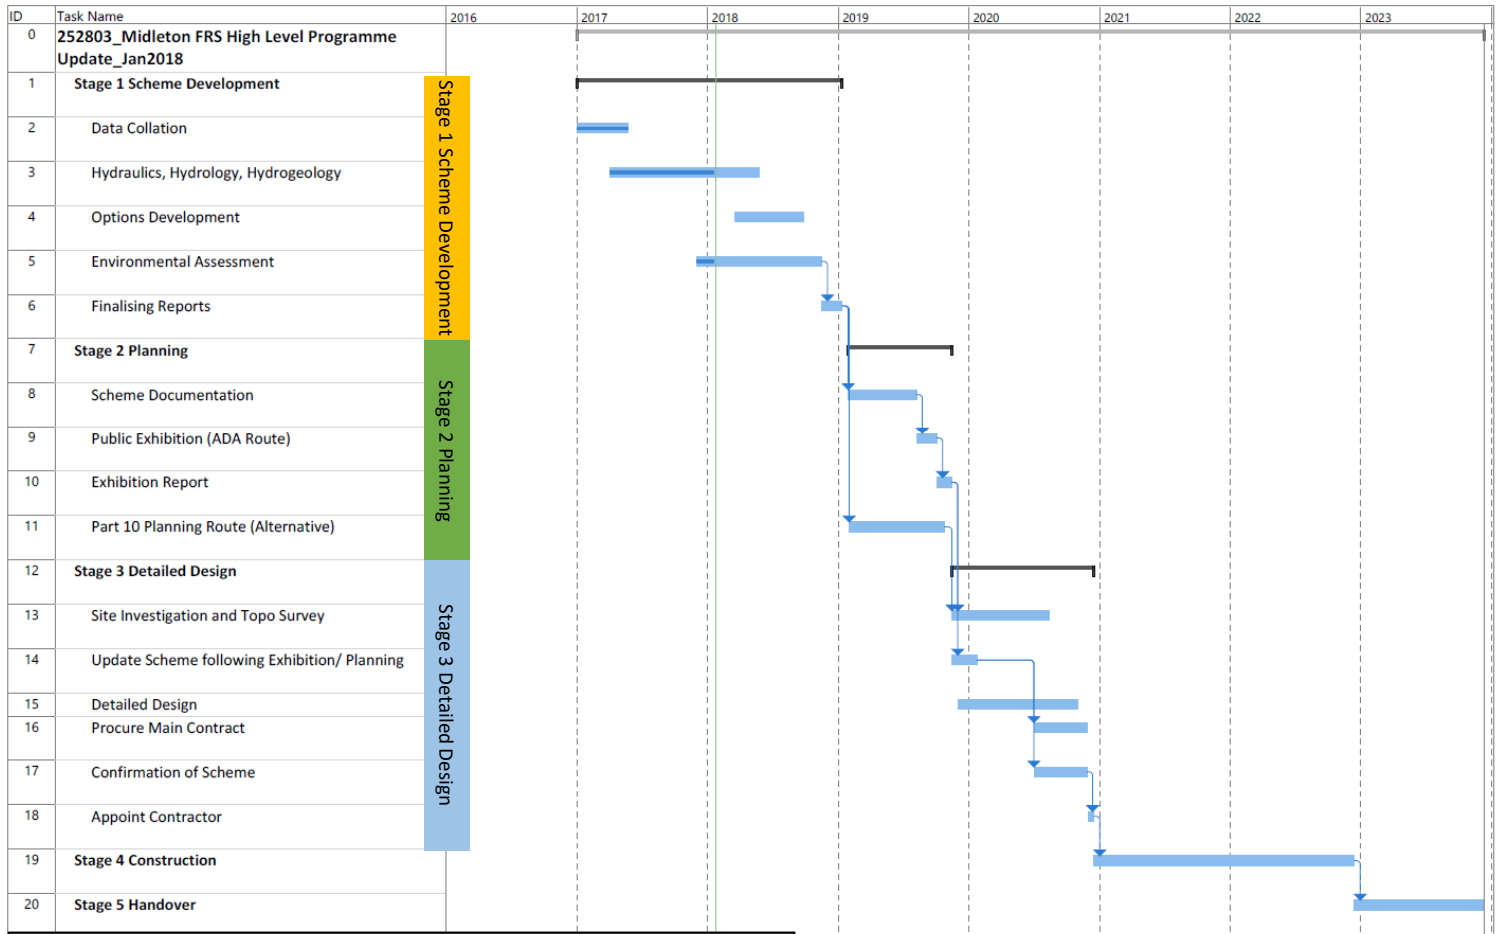 ID Task Name 2016 2017 2018 2019 2020 2021 2022 2023
0 252803_Midleton FRS High Level Programme
Update_Jan2018
1 Stage 1 Scheme Development
2 Data Collation
3 Hydraulics, Hydrology, Hydrogeology
4 Options Development
5 Environmental Assessment
6 Finalising Reports
7 Stage 2 Planning
8 Scheme Documentation
9 Public Exhibition (ADA Route)
10 Exhibition Report
11 Part 10 Planning Route (Alternative)
12 Stage 3 Detailed Design
13 Site Investigation and Topo Survey
14 Update Scheme following Exhibition/ Planning
15 Detailed Design
16 Procure Main Contract
17 Confirmation of Scheme
18 Appoint Contractor
19 Stage 4 Construction
20 Stage 5 Handover
Stage 1 Scheme Development
Stage 2 Planning
Stage 3 Detailed Design